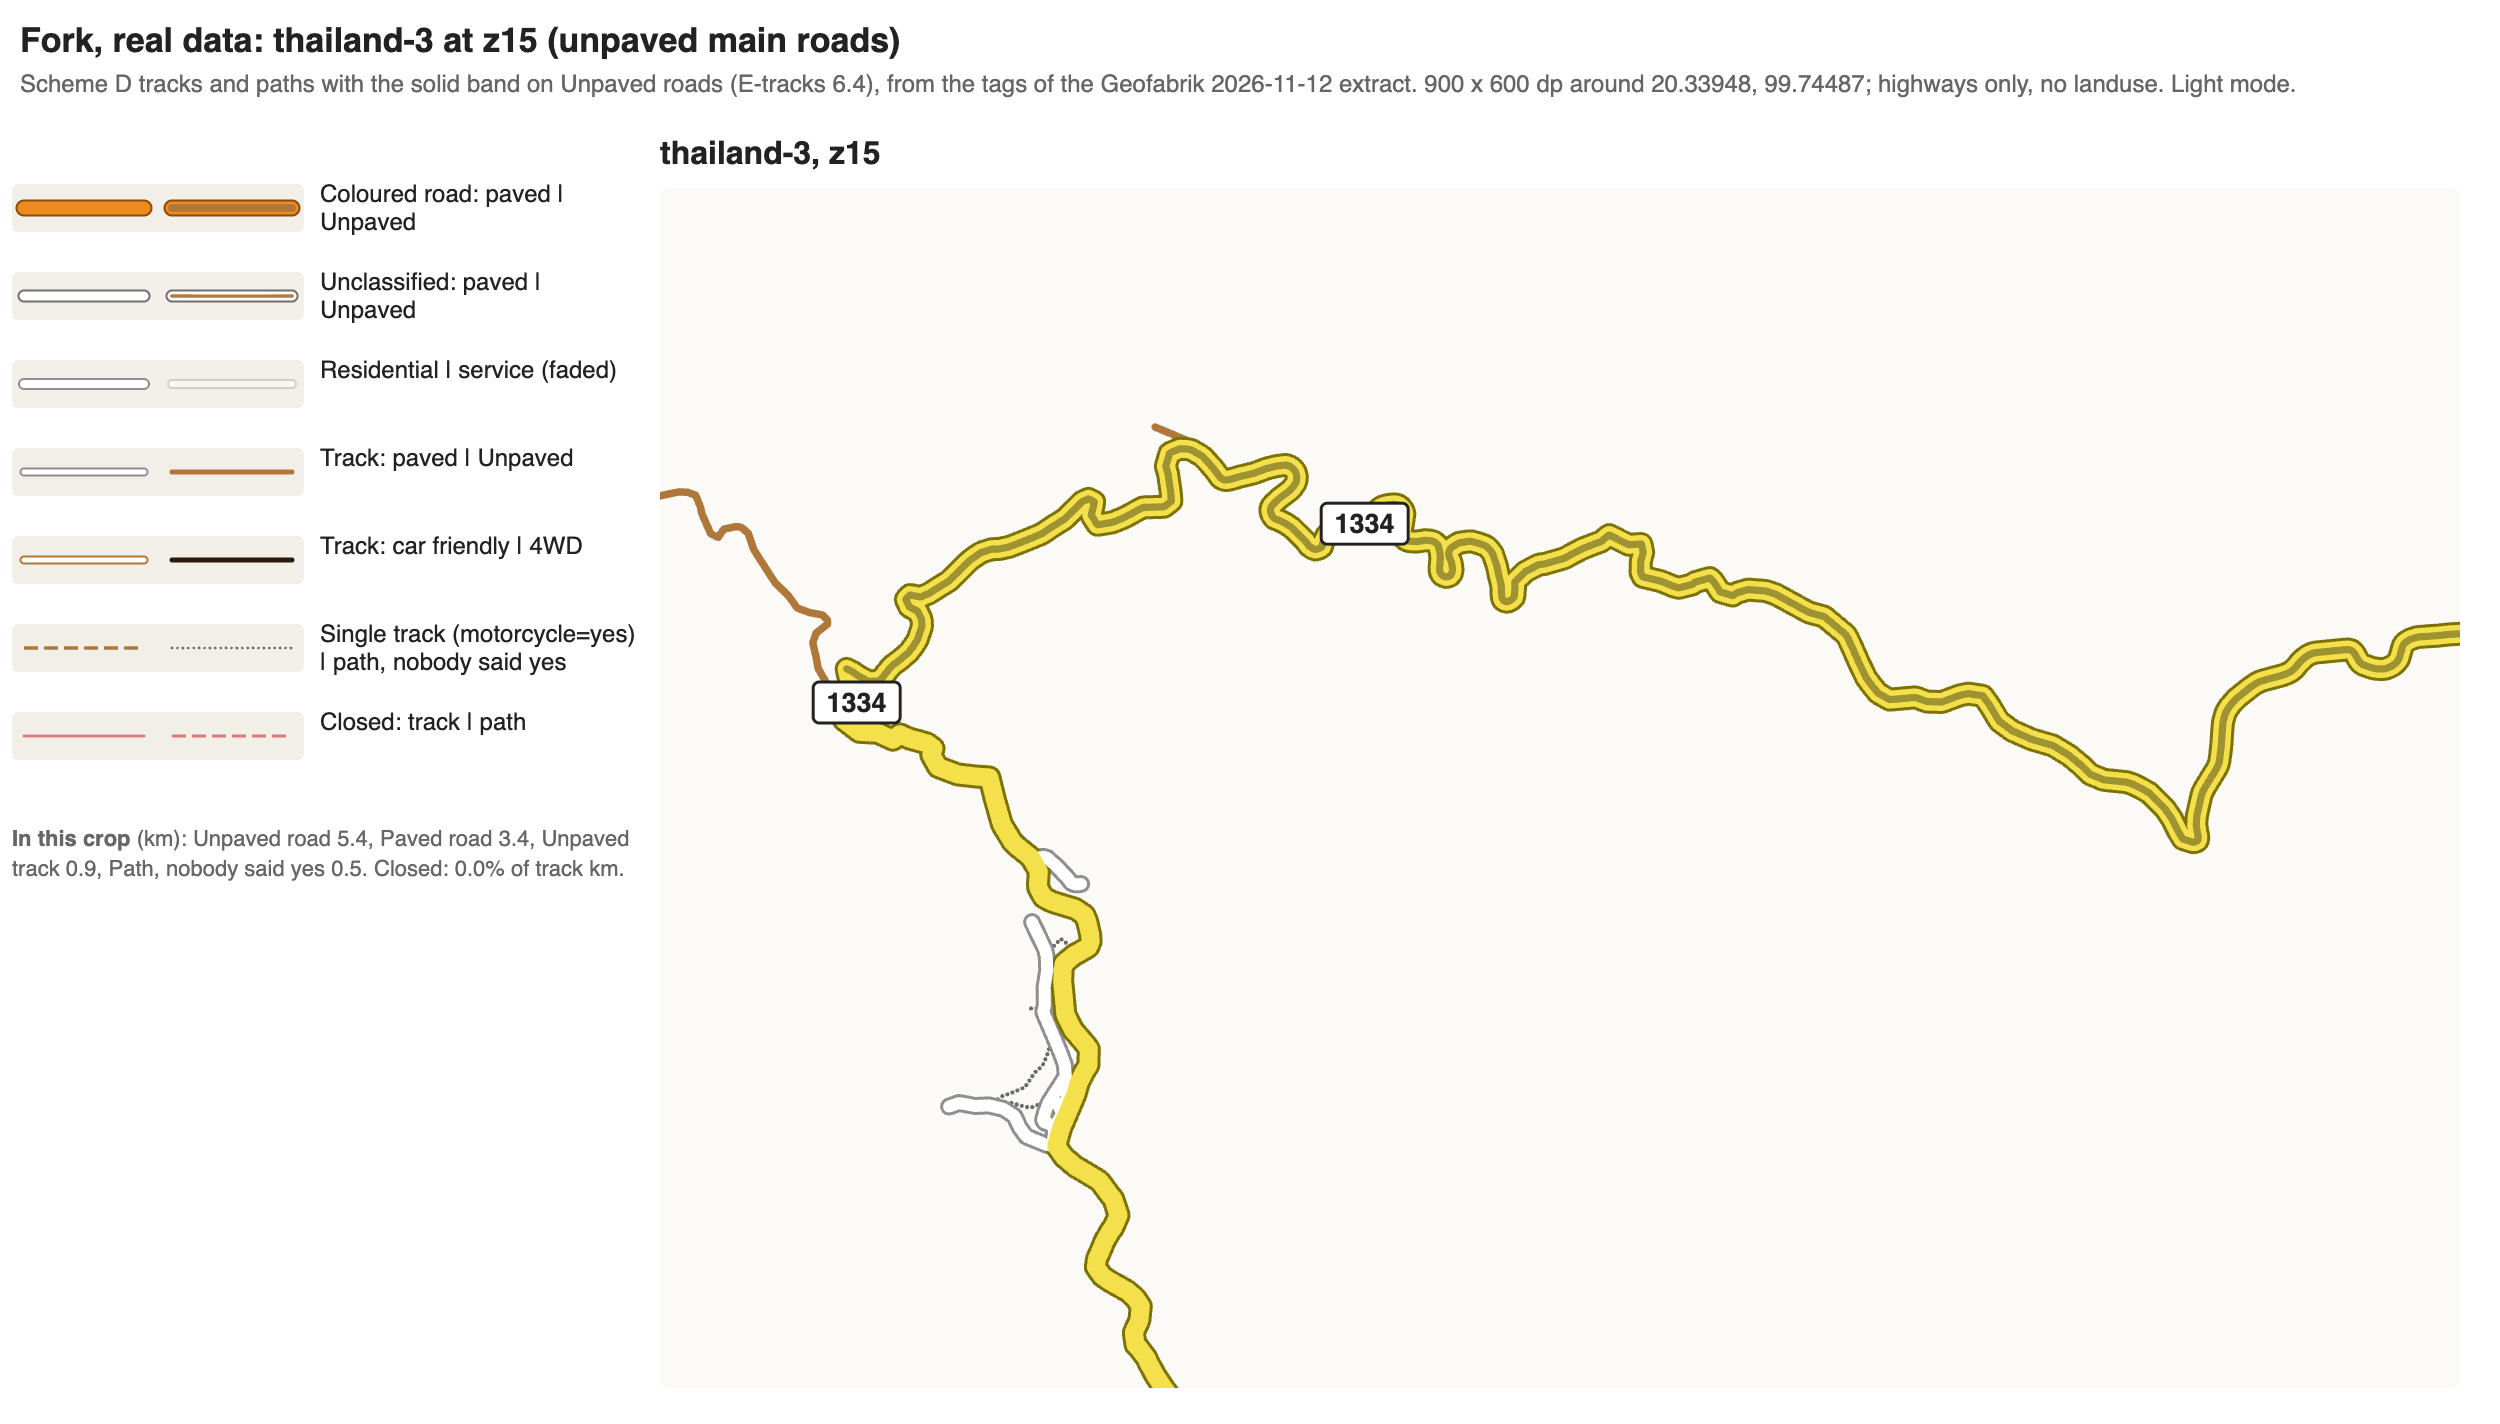 Fork, real data: thailand-3 at z15 (unpaved main roads)
Scheme D tracks and paths with the solid band on Unpaved roads (E-tracks 6.4), from the tags of the Geofabrik 2026-11-12 extract. 900 x 600 dp around 20.33948, 99.74487; highways only, no landuse. Light mode.
thailand-3, z15
Coloured road: paved |
Unpaved
Unclassified: paved |
Unpaved
Residential | service (faded)
Track: paved | Unpaved
Track: car friendly | 4WD
Single track (motorcycle=yes)
| path, nobody said yes
Closed: track | path
In this crop (km): Unpaved road 5.4, Paved road 3.4, Unpaved
track 0.9, Path, nobody said yes 0.5. Closed: 0.0% of track km.
1334
1334